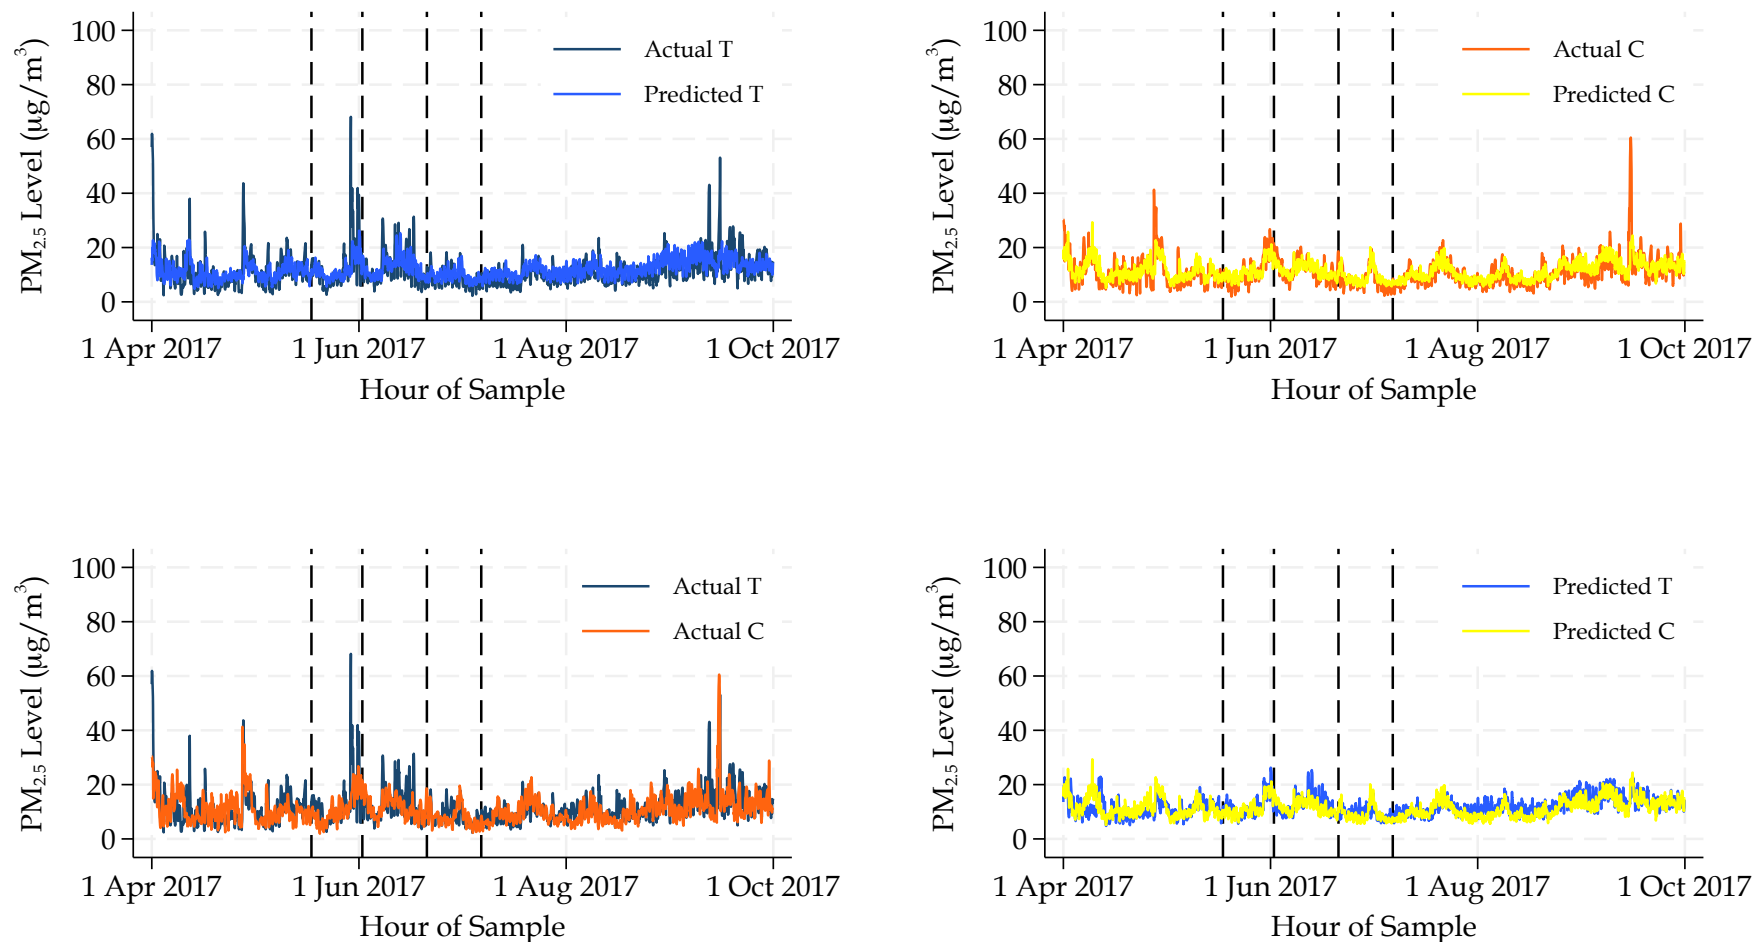 PM2.5 Level (µg/m³)
100
80
60
40
20
0
Actual T
Predicted T
1 Apr 2017
1 Jun 2017
1 Aug 2017
1 Oct 2017
Hour of Sample
PM2.5 Level (µg/m³)
100
80
60
40
20
0
Actual C
Predicted C
1 Apr 2017
1 Jun 2017
1 Aug 2017
1 Oct 2017
Hour of Sample
PM2.5 Level (µg/m³)
100
80
60
40
20
0
Actual T
Actual C
1 Apr 2017
1 Jun 2017
1 Aug 2017
1 Oct 2017
Hour of Sample
PM2.5 Level (µg/m³)
100
80
60
40
20
0
Predicted T
Predicted C
1 Apr 2017
1 Jun 2017
1 Aug 2017
1 Oct 2017
Hour of Sample